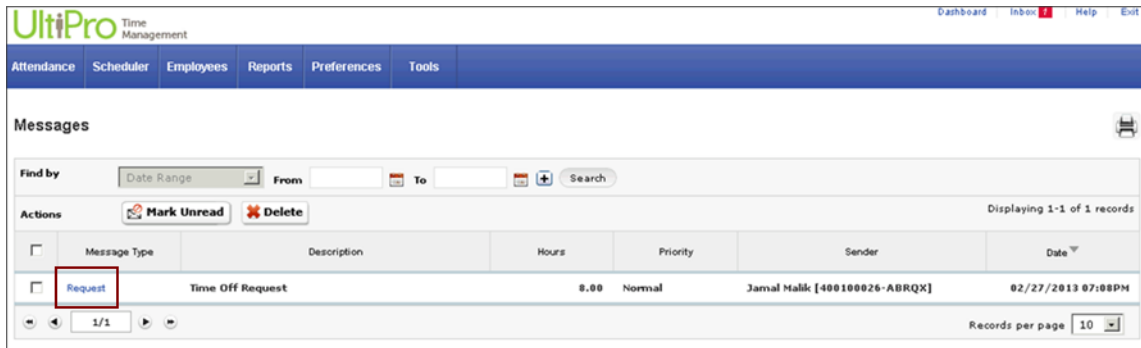 Dashboard Inbox 1 Help Exit
UltiPro Time Management
Attendance Scheduler Employees Reports Preferences Tools
Messages
Find by Date Range From To Search
Actions Mark Unread Delete Displaying 1-1 of 1 records
Message Type Description Hours Priority Sender Date
Request Time Off Request 8.00 Normal Jamal Malik [400100026-ABRQX] 02/27/2013 07:08PM
1/1 Records per page 10